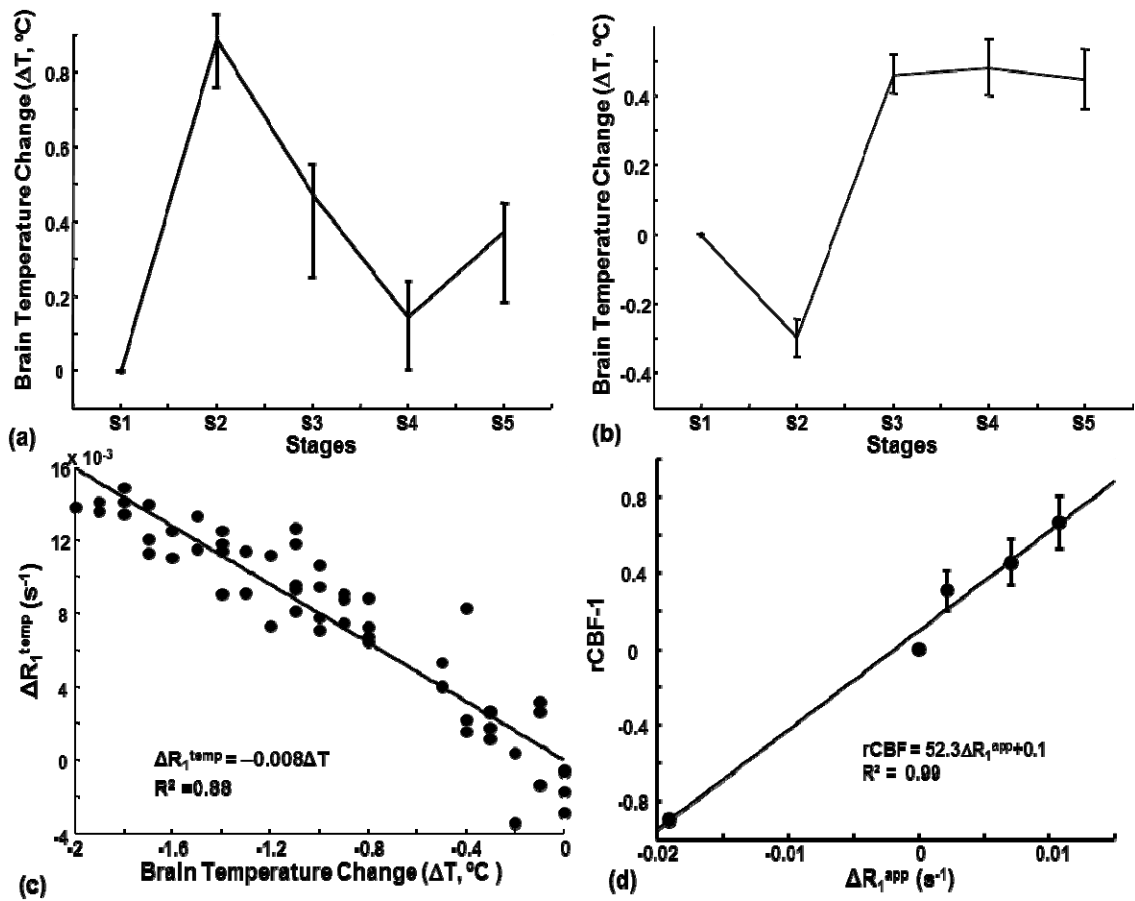 Brain Temperature Change (ΔT, ºC)
0.8
0.6
0.4
0.2
0
S1 S2 S3 S4 S5
Stages
(a)
Brain Temperature Change (ΔT, ºC)
0.4
0.2
0
-0.2
-0.4
S1 S2 S3 S4 S5
Stages
(b)
16 x 10⁻³
12
8
4
0
-4
ΔR₁ᵗᵉᵐᵖ (s⁻¹)
ΔR₁ᵗᵉᵐᵖ = –0.008ΔT
R² =0.88
-2 -1.6 -1.2 -0.8 -0.4 0
Brain Temperature Change (ΔT, ºC )
(c)
rCBF-1
0.8
0.4
0
-0.4
-0.8
rCBF = 52.3ΔR₁ᵃᵖᵖ+0.1
R² = 0.99
-0.02 -0.01 0 0.01
ΔR₁ᵃᵖᵖ (s⁻¹)
(d)